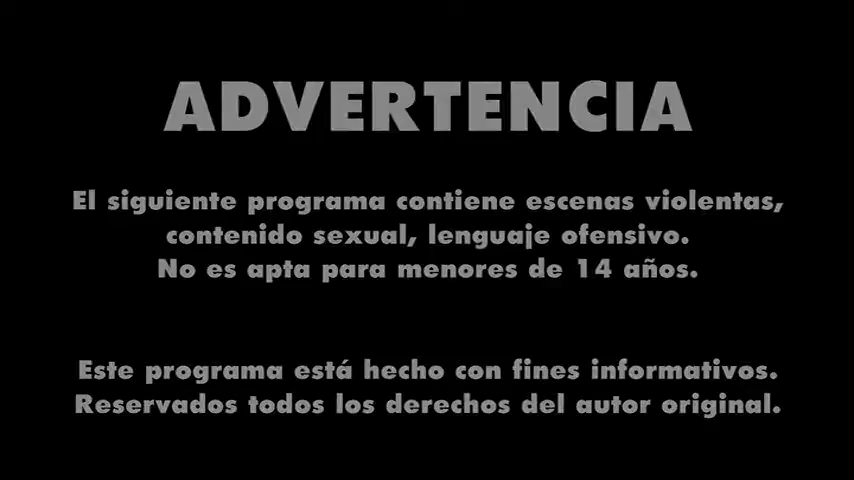 ADVERTENCIA
El siguiente programa contiene escenas violentas,
contenido sexual, lenguaje ofensivo.
No es apta para menores de 14 años.
Este programa está hecho con fines informativos.
Reservados todos los derechos del autor original.